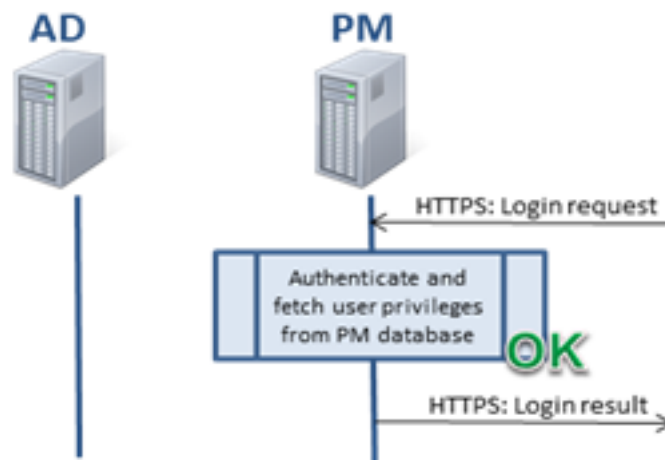 AD
PM
HTTPS: Login request
Authenticate and
fetch user privileges
from PM database
OK
HTTPS: Login result